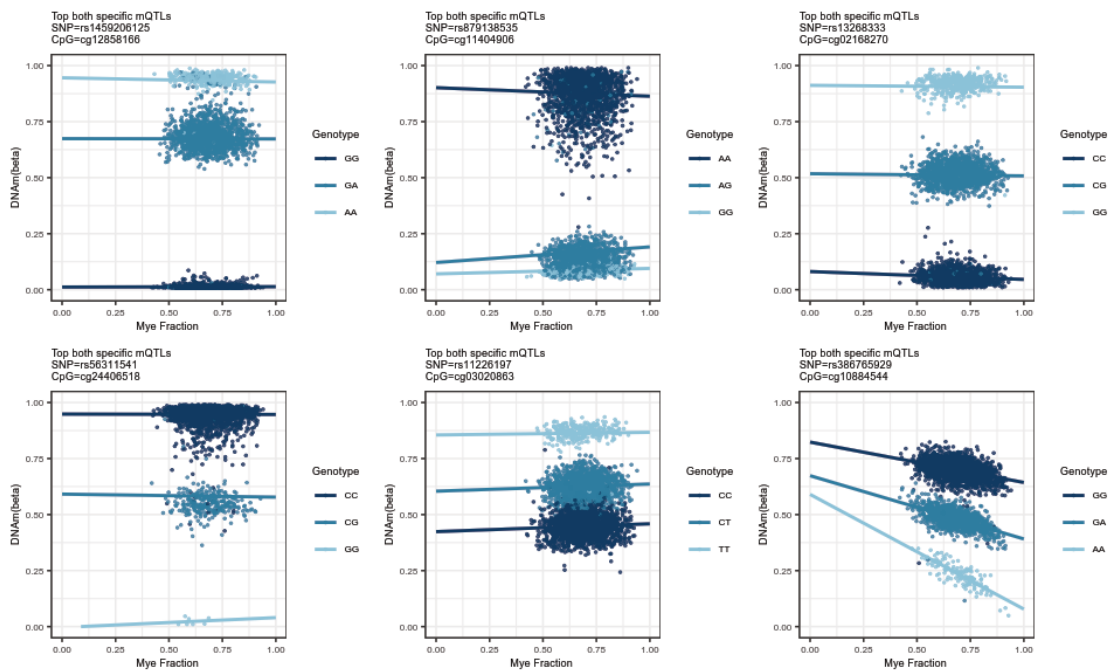 Top both specific mQTLs
SNP=rs1459206125
CpG=cg12858166
DNAm(beta)
1.00
0.75
0.50
0.25
0.00
0.00 0.25 0.50 0.75 1.00
Mye Fraction
Genotype
GG
GA
AA
Top both specific mQTLs
SNP=rs879138535
CpG=cg11404906
DNAm(beta)
1.00
0.75
0.50
0.25
0.00
0.00 0.25 0.50 0.75 1.00
Mye Fraction
Genotype
AA
AG
GG
Top both specific mQTLs
SNP=rs13268333
CpG=cg02168270
DNAm(beta)
1.00
0.75
0.50
0.25
0.00
0.00 0.25 0.50 0.75 1.00
Mye Fraction
Genotype
CC
CG
GG
Top both specific mQTLs
SNP=rs56311541
CpG=cg24406518
DNAm(beta)
1.00
0.75
0.50
0.25
0.00
0.00 0.25 0.50 0.75 1.00
Mye Fraction
Genotype
CC
CG
GG
Top both specific mQTLs
SNP=rs11226197
CpG=cg03020863
DNAm(beta)
1.00
0.75
0.50
0.25
0.00
0.00 0.25 0.50 0.75 1.00
Mye Fraction
Genotype
CC
CT
TT
Top both specific mQTLs
SNP=rs386765929
CpG=cg10884544
DNAm(beta)
1.00
0.75
0.50
0.25
0.00
0.00 0.25 0.50 0.75 1.00
Mye Fraction
Genotype
GG
GA
AA